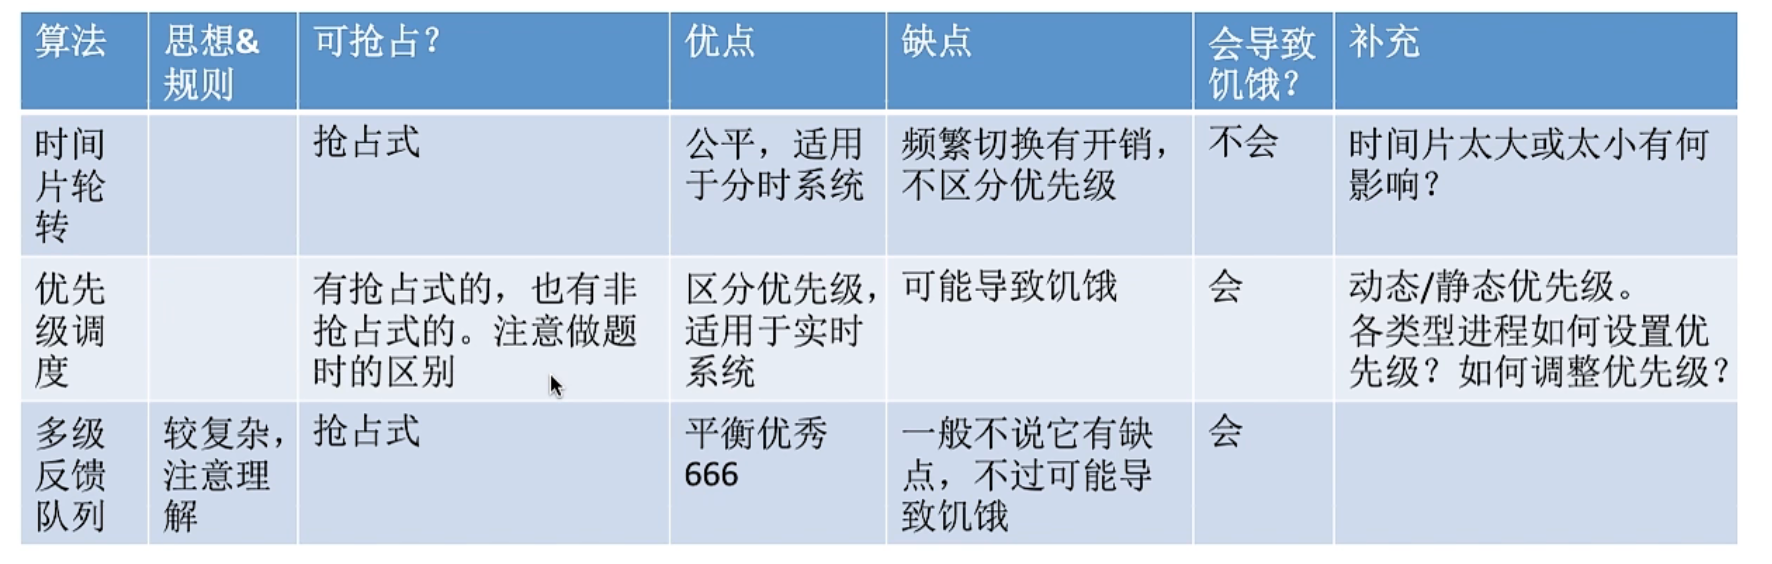 算法
思想&
规则
可抢占？
优点
缺点
会导致
饥饿？
补充
时间
片轮
转
抢占式
公平，适用
于分时系统
频繁切换有开销，
不区分优先级
不会
时间片太大或太小有何
影响？
优先
级调
度
有抢占式的，也有非
抢占式的。注意做题
时的区别
区分优先级，
适用于实时
系统
可能导致饥饿
会
动态/静态优先级。
各类型进程如何设置优
先级？如何调整优先级？
多级
反馈
队列
较复杂，
注意理
解
抢占式
平衡优秀
666
一般不说它有缺
点，不过可能导
致饥饿
会